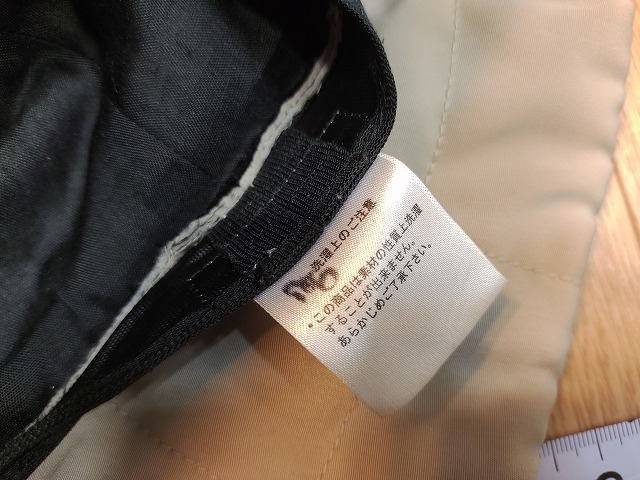 洗濯上のご注意
・この商品は素材の性質上洗濯
することが出来ません。
あらかじめご了承下さい。